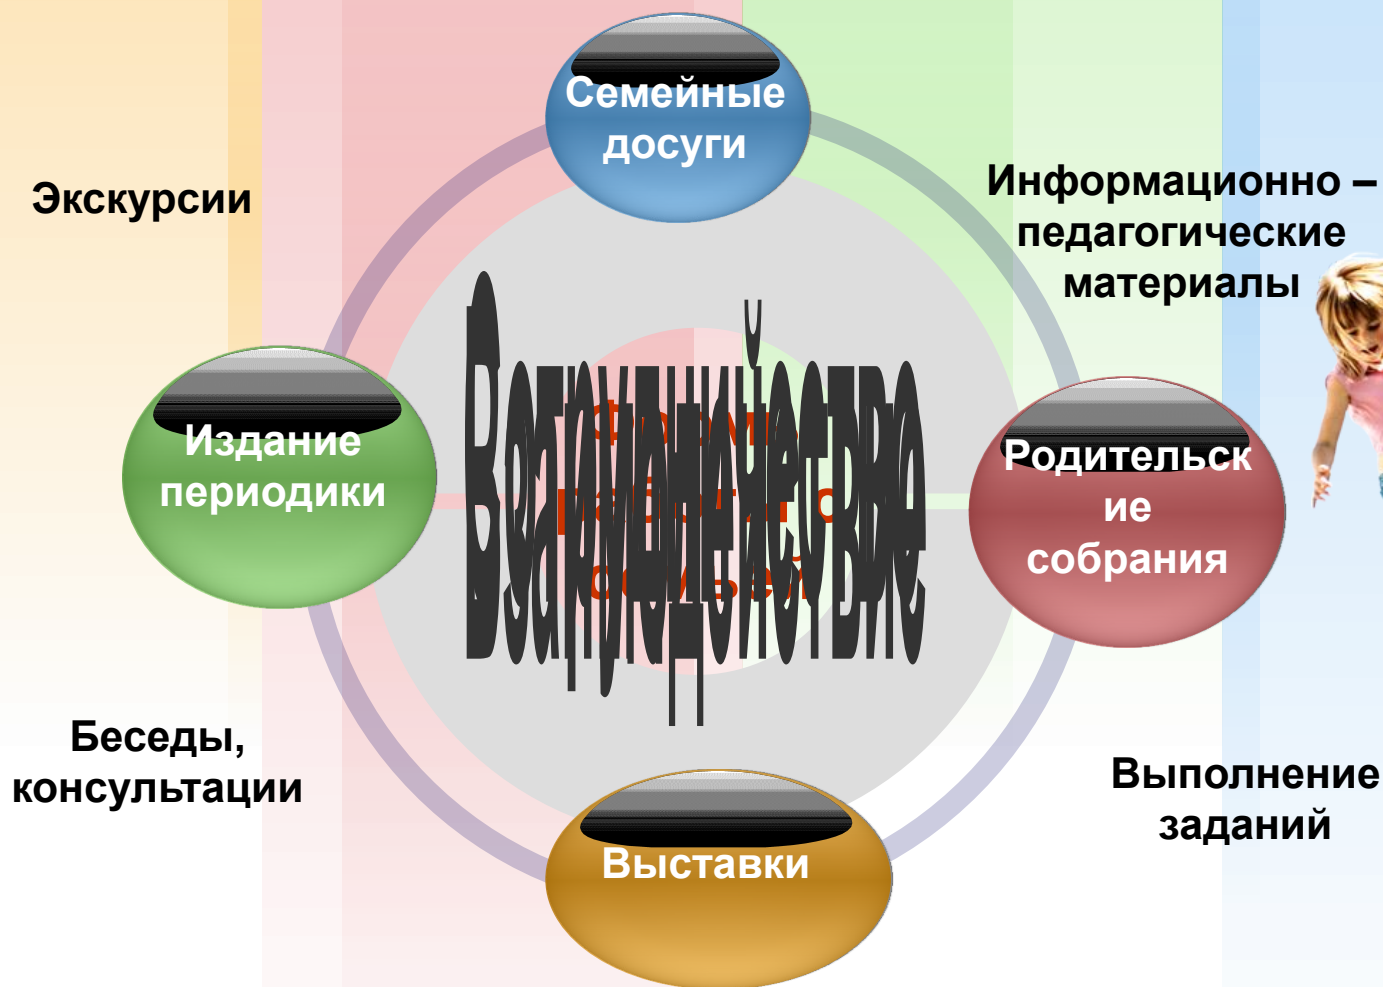 Семейные
досуги
Экскурсии
Информационно –
педагогические
материалы
Издание
периодики
Родительск
ие
собрания
Беседы,
консультации
Выполнение
заданий
Выставки